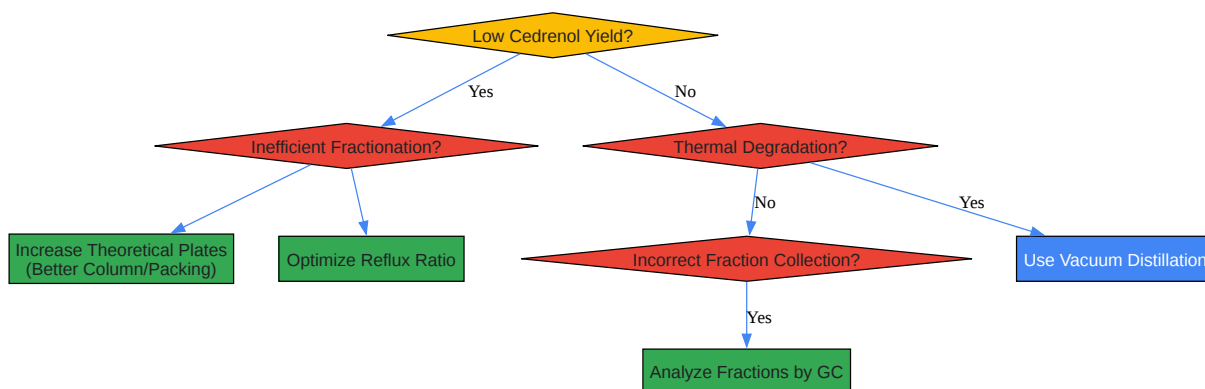 Low Cedrenol Yield?
Yes
No
Inefficient Fractionation?
Thermal Degradation?
No
Yes
Increase Theoretical Plates
(Better Column/Packing)
Optimize Reflux Ratio
Incorrect Fraction Collection?
Use Vacuum Distillation
Yes
Analyze Fractions by GC